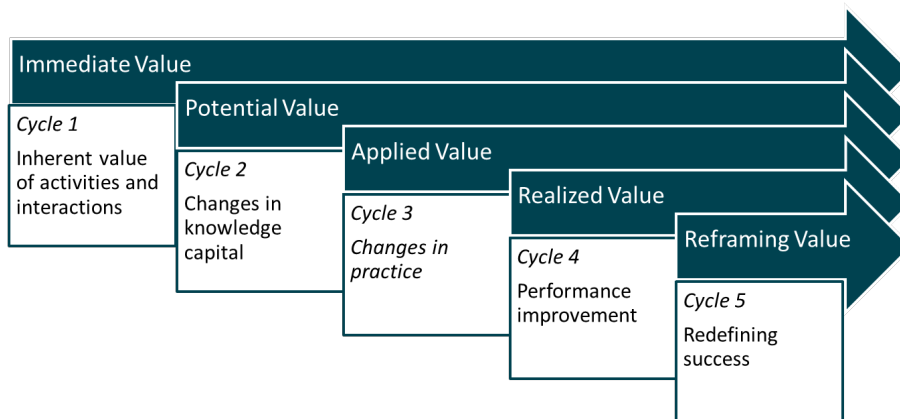 Immediate Value
Cycle 1
Inherent value
of activities and
interactions
Potential Value
Cycle 2
Changes in
knowledge
capital
Applied Value
Cycle 3
Changes in
practice
Realized Value
Cycle 4
Performance
improvement
Reframing Value
Cycle 5
Redefining
success